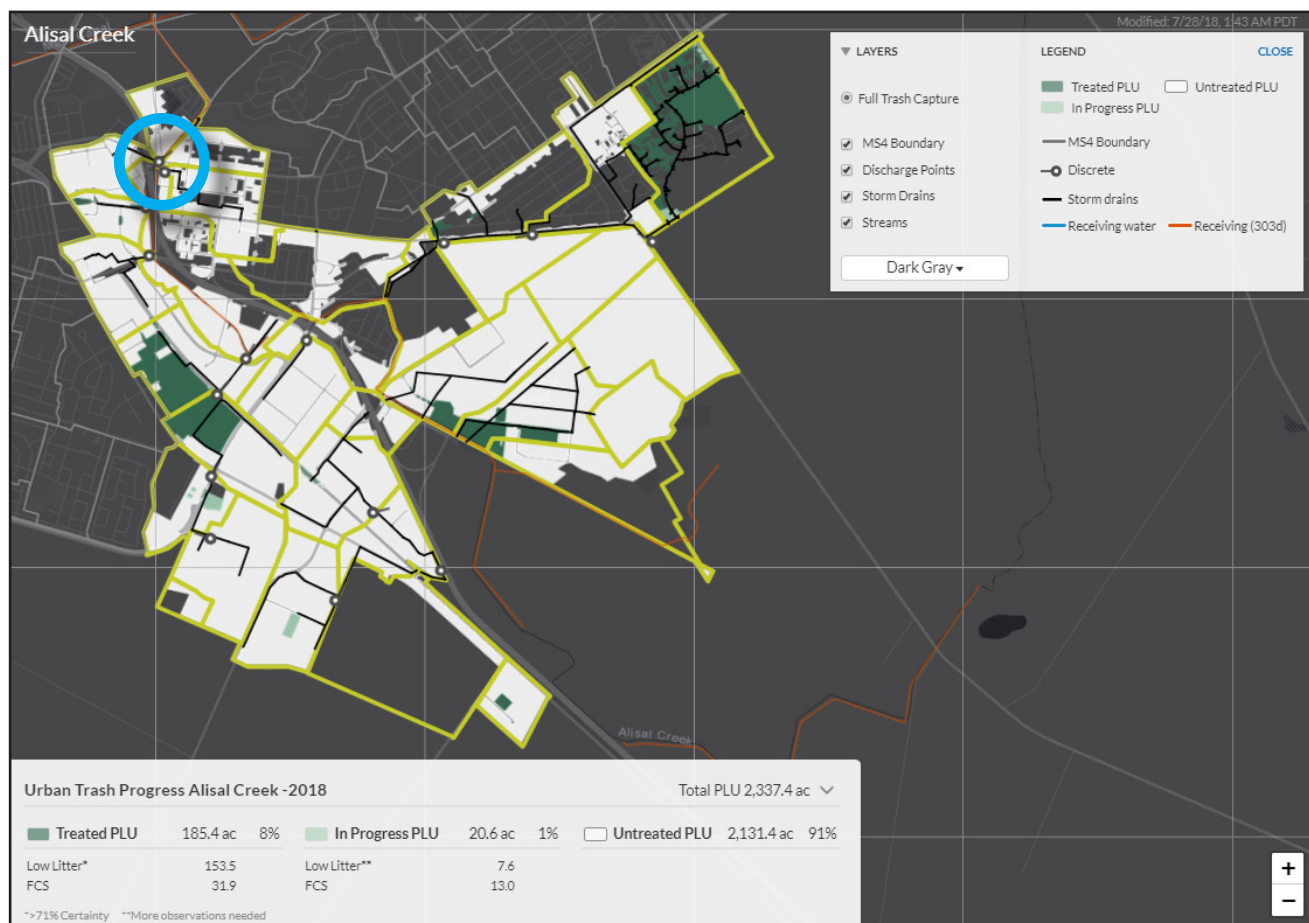 Alisal Creek
Modified: 7/28/18, 1:43 AM PDT
▼ LAYERS
Full Trash Capture
MS4 Boundary
Discharge Points
Storm Drains
Streams
Dark Gray ▾
LEGEND
CLOSE
Treated PLU Untreated PLU
In Progress PLU
MS4 Boundary
Discrete
Storm drains
Receiving water Receiving (303d)
Alisal Creek
Urban Trash Progress Alisal Creek -2018 Total PLU 2,337.4 ac
Treated PLU 185.4 ac 8% In Progress PLU 20.6 ac 1% Untreated PLU 2,131.4 ac 91%
Low Litter* 153.5 Low Litter** 7.6
FCS 31.9 FCS 13.0
*>71% Certainty **More observations needed
+
−